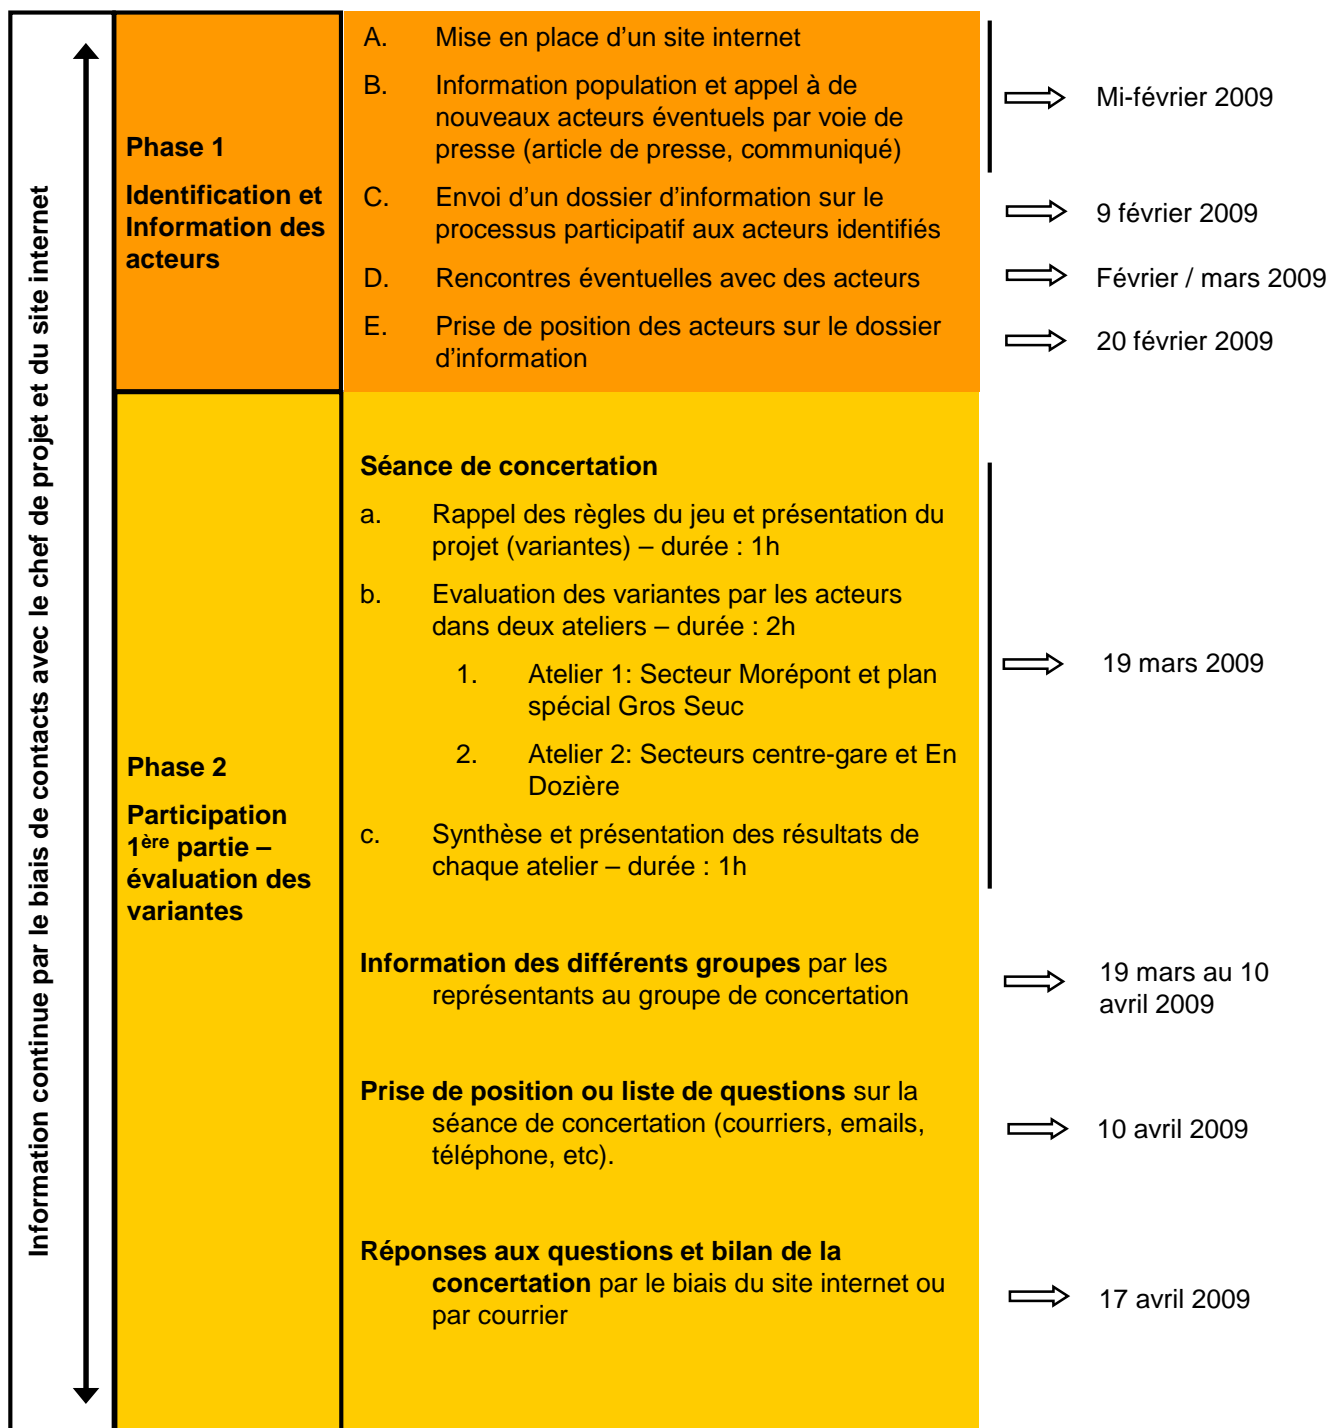 Information continue par le biais de contacts avec le chef de projet et du site internet
Phase 1
Identification et
Information des
acteurs
A. Mise en place d’un site internet
B. Information population et appel à de
nouveaux acteurs éventuels par voie de
presse (article de presse, communiqué)
Mi-février 2009
C. Envoi d’un dossier d’information sur le
processus participatif aux acteurs identifiés
9 février 2009
D. Rencontres éventuelles avec des acteurs
Février / mars 2009
E. Prise de position des acteurs sur le dossier
d’information
20 février 2009
Phase 2
Participation
1ère partie –
évaluation des
variantes
Séance de concertation
a. Rappel des règles du jeu et présentation du
projet (variantes) – durée : 1h
b. Evaluation des variantes par les acteurs
dans deux ateliers – durée : 2h
1. Atelier 1: Secteur Morépont et plan
spécial Gros Seuc
2. Atelier 2: Secteurs centre-gare et En
Dozière
c. Synthèse et présentation des résultats de
chaque atelier – durée : 1h
19 mars 2009
Information des différents groupes par les
représentants au groupe de concertation
19 mars au 10
avril 2009
Prise de position ou liste de questions sur la
séance de concertation (courriers, emails,
téléphone, etc).
10 avril 2009
Réponses aux questions et bilan de la
concertation par le biais du site internet ou
par courrier
17 avril 2009